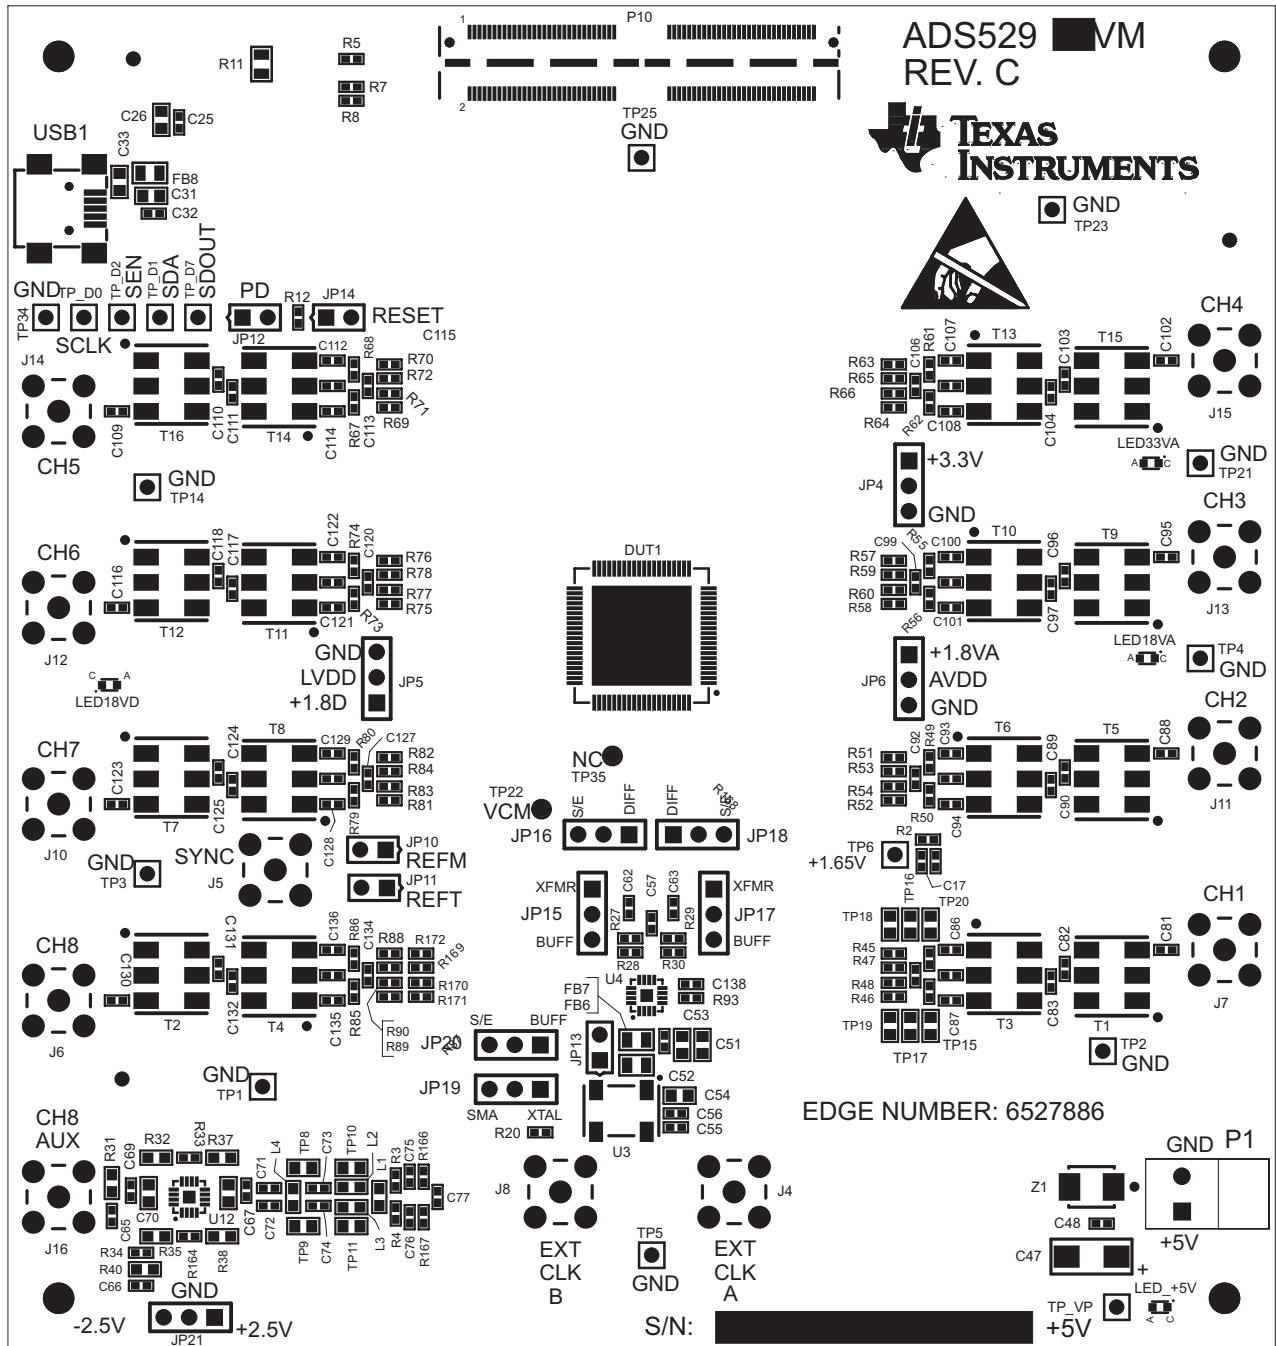 P10
1
2
ADS529 VM
REV. C
R11
R5
R7
R8
C26
C25
USB1
C33
FB8
C31
C32
TP25
GND
TEXAS
INSTRUMENTS
GND
TP23
GND
TP34
TP_D0
TP_D2
SEN
TP_D1
SDA
TP_D7
SDOUT
SCLK
PD
JP12
R12
JP14
RESET
C115
J14
C109
CH5
T16
C110
C111
T14
C112
C114
R68
R67
C113
R70
R72
R71
R69
GND
TP14
R63
R65
R66
R64
C106
R61
C107
R62
C108
T13
C103
C104
T15
C102
CH4
J15
LED33VA
A
C
GND
TP21
+3.3V
JP4
GND
CH6
J12
C116
T12
C118
C117
T11
C122
C121
R74
C120
R73
R76
R78
R77
R75
DUT1
C99
R55
C100
R57
R59
R60
R58
R56
C101
T10
C96
C97
T9
C95
CH3
J13
LED18VA
A
C
TP4
GND
GND
LVDD
+1.8D
JP5
C
A
LED18VD
+1.8VA
AVDD
GND
JP6
CH7
J10
C123
T7
C124
C125
T8
C129
C128
R80
R79
C127
R82
R84
R83
R81
NC
TP35
TP22
VCM
S/E
DIFF
JP16
DIFF
S/E
R168
JP18
R51
R53
R54
R52
C92
R49
C93
R50
C94
T6
C89
C90
T5
C88
CH2
J11
SYNC
J5
GND
TP3
JP10
REFM
JP11
REFT
R2
TP6
+1.65V
C17
TP16
TP20
XFMR
JP15
BUFF
C62
C57
C63
R27
R29
R28
R30
XFMR
JP17
BUFF
CH8
J6
C130
T2
C131
C132
T4
C136
C135
R86
R85
C134
R88
R172
R169
R170
R171
R90
R89
TP18
R45
R47
R48
R46
TP19
TP17
TP15
C86
C87
T3
C82
C83
T1
C81
CH1
J7
TP2
GND
U4
FB7
FB6
C138
R93
C53
C51
JP13
S/E
BUFF
JP20
JP19
SMA
XTAL
R20
C52
C54
C56
C55
U3
GND
TP1
EDGE NUMBER: 6527886
CH8
AUX
J16
R31
C69
C65
R32
R33
R37
C70
U12
C67
R35
R164
R38
R34
R40
C66
C71
C72
L4
TP8
TP9
C73
C74
TP10
TP11
L2
L1
L3
R3
R4
C75
C76
R166
R167
C77
J8
EXT
CLK
B
J4
EXT
CLK
A
TP5
GND
GND
P1
+5V
Z1
C48
C47
+
TP_VP
+5V
LED_+5V
A
C
GND
-2.5V
+2.5V
JP21
S/N: